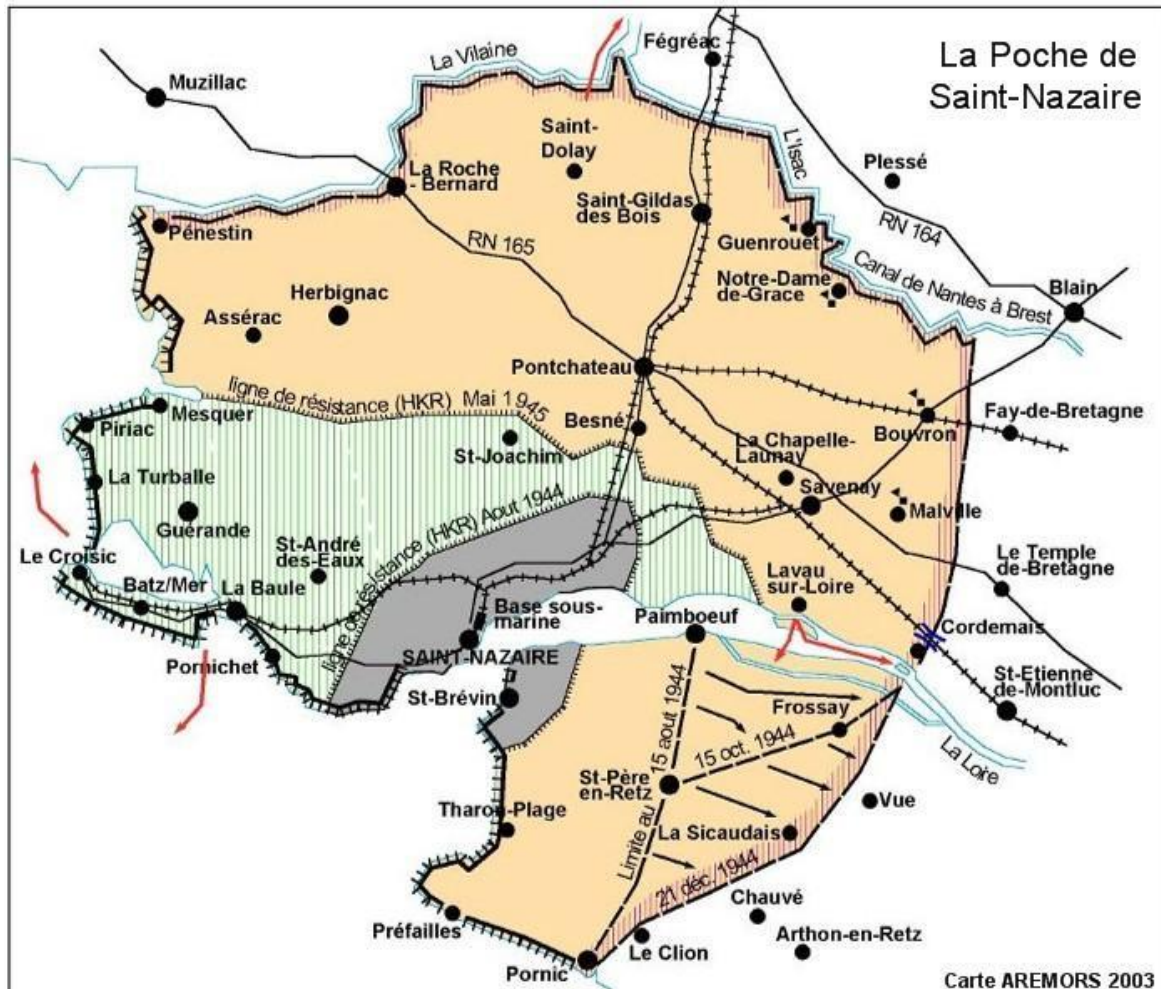 La Poche de
Saint-Nazaire
Fégréac
La Vilaine
Muzillac
Saint-
Dolay
L'Isac
Plessé
La Roche
- Bernard
Saint-Gildas
des Bois
RN 164
Pénestin
RN 165
Guenrouet
Canal de Nantes à Brest
Notre-Dame
de-Grace
Blain
Herbignac
Assérac
Pontchateau
ligne de résistance (HKR) Mai 1945
Mesquer
Piriac
Besné
Fay-de-Bretagne
Bouvron
St-Joachim
La Chapelle-
Launay
La Turballe
Savenay
Guérande
ligne de résistance (HKR) Aout 1944
Malville
Le Croisic
St-André
des-Eaux
Le Temple
de-Bretagne
Batz/Mer
La Baule
Lavau
sur-Loire
Base sous-
marine
Paimboeuf
Cordemais
Pornichet
SAINT-NAZAIRE
St-Etienne
de-Montluc
St-Brévin
Frossay
La Loire
15 oct. 1944
Limite au 15 aout 1944
St-Père
en-Retz
Vue
Tharon-Plage
La Sicaudais
21 déc. 1944
Chauvé
Préfailles
Le Clion
Arthon-en-Retz
Pornic
Carte AREMORS 2003